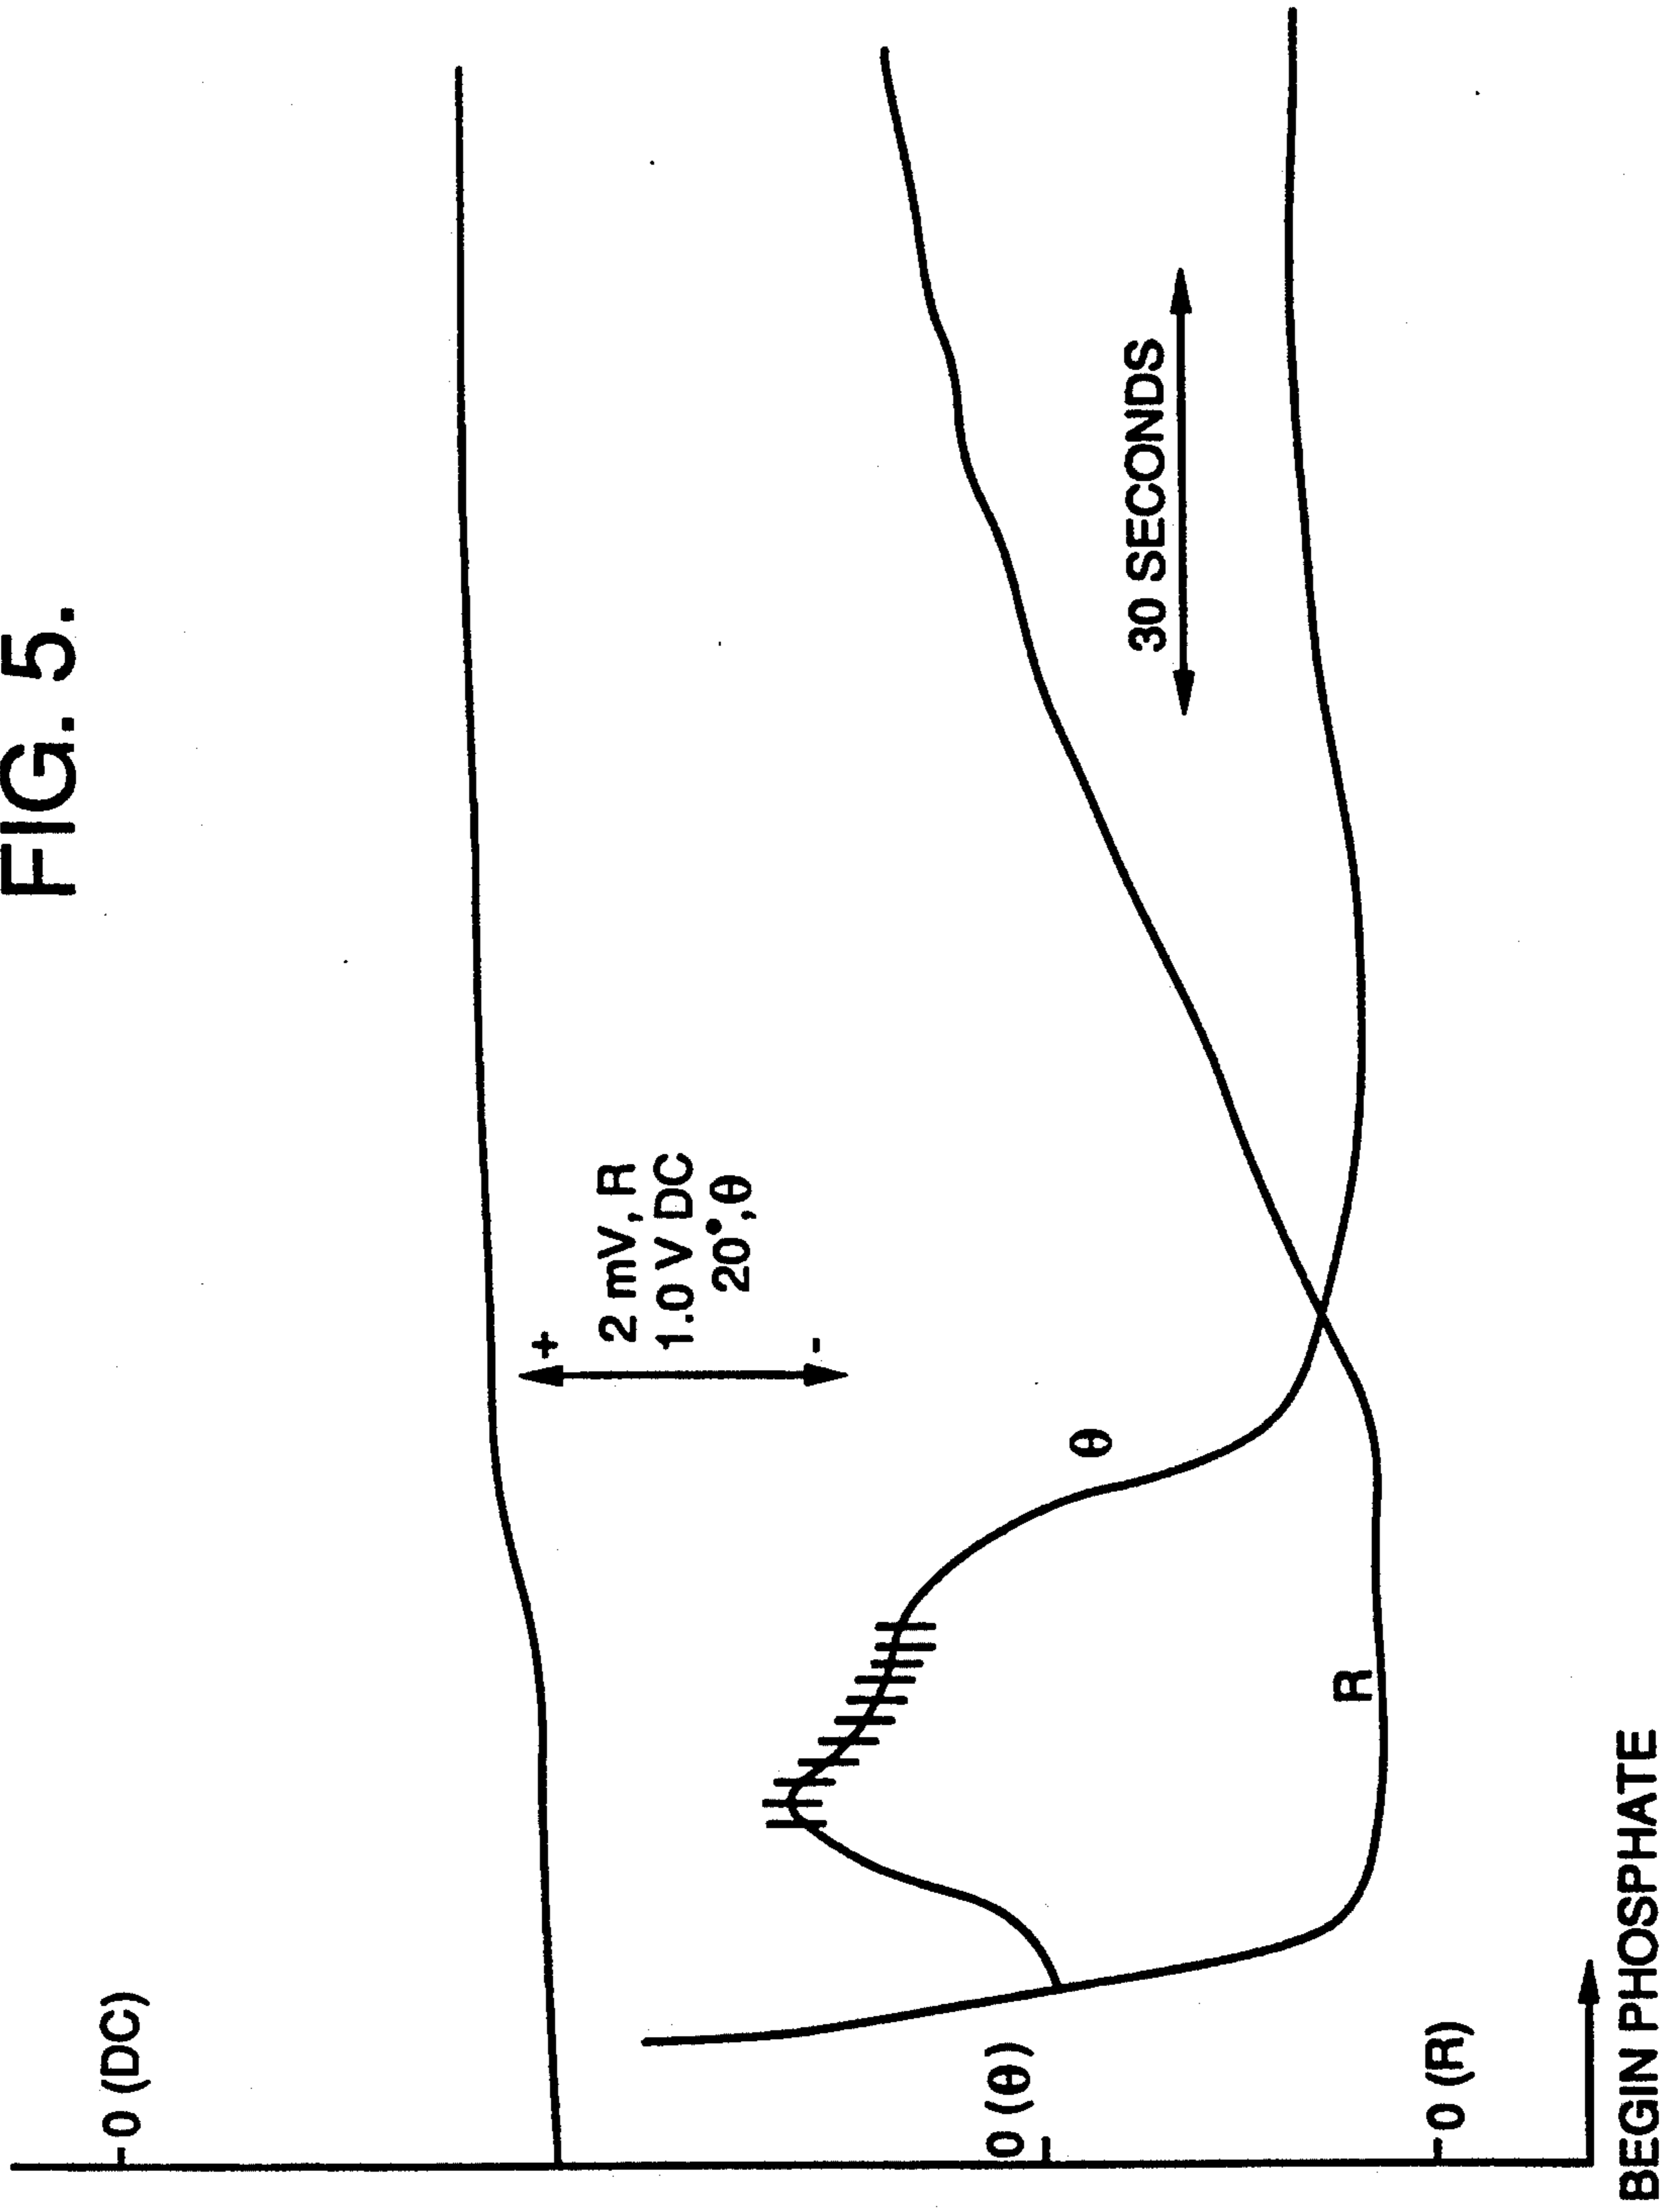 FIG. 5.
0 (DC)
+
2 mV, R
1.0 V DC
20°, θ
-
0 (θ)
θ
30 SECONDS
R
0 (R)
BEGIN PHOSPHATE